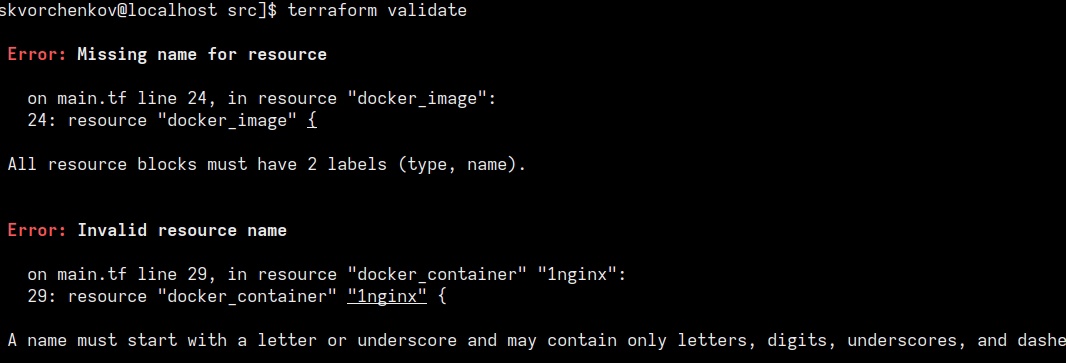 skvorchenkov@localhost src]$ terraform validate
Error: Missing name for resource
on main.tf line 24, in resource "docker_image":
24: resource "docker_image" {
All resource blocks must have 2 labels (type, name).
Error: Invalid resource name
on main.tf line 29, in resource "docker_container" "1nginx":
29: resource "docker_container" "1nginx" {
A name must start with a letter or underscore and may contain only letters, digits, underscores, and dashe